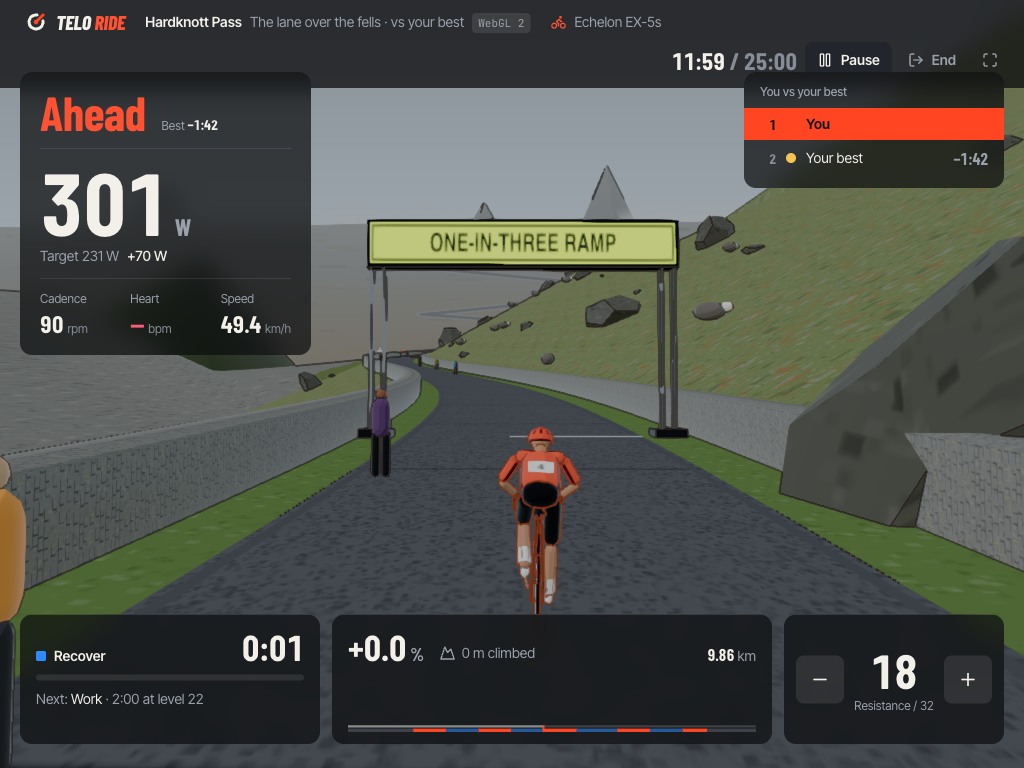 TELO RIDE Hardknott Pass The lane over the fells · vs your best WebGL 2 Echelon EX-5s
11:59 / 25:00 Pause End
Ahead Best −1:42
301 W
Target 231 W +70 W
Cadence Heart Speed
90 rpm – bpm 49.4 km/h
You vs your best
1 You
2 Your best −1:42
ONE-IN-THREE RAMP
4
Recover 0:01
Next: Work · 2:00 at level 22
+0.0 % 0 m climbed 9.86 km
− 18 +
Resistance / 32